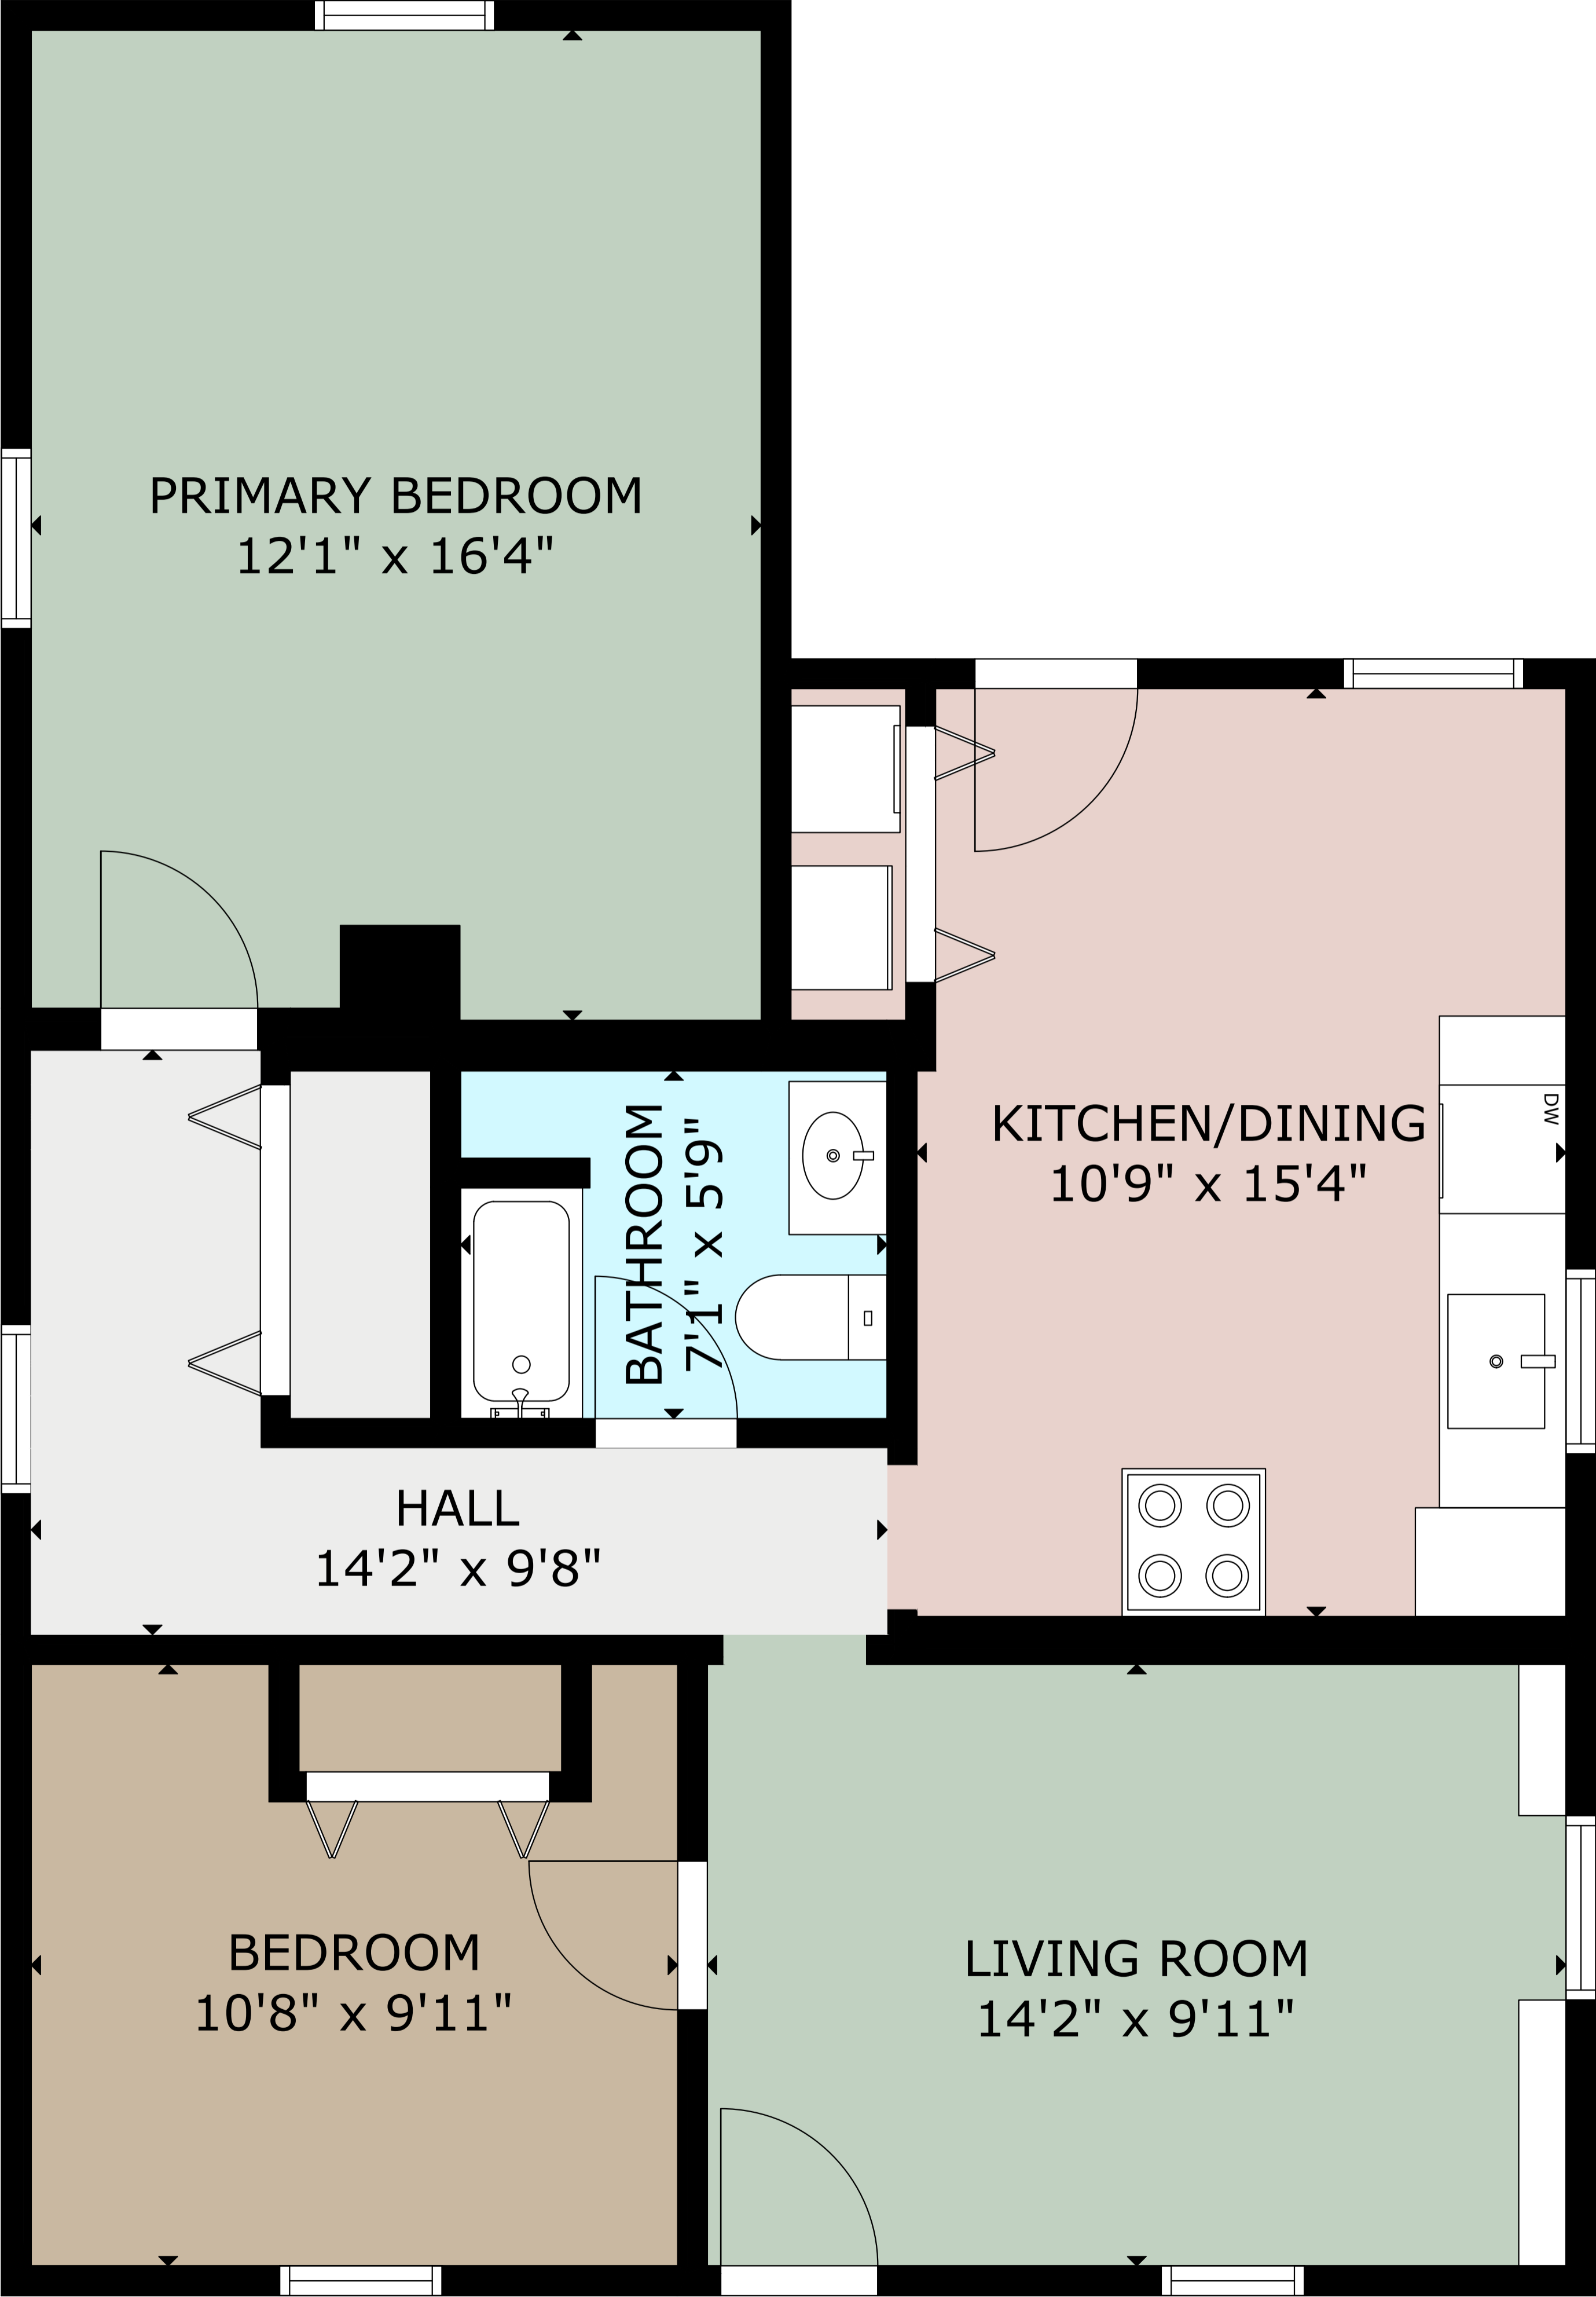 PRIMARY BEDROOM
12'1" x 16'4"
KITCHEN/DINING
10'9" x 15'4"
DW
BATHROOM
7'1" x 5'9"
HALL
14'2" x 9'8"
BEDROOM
10'8" x 9'11"
LIVING ROOM
14'2" x 9'11"